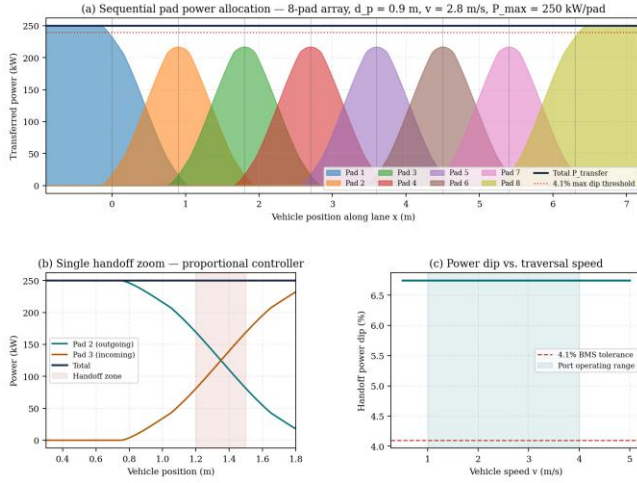 (a) Sequential pad power allocation — 8-pad array, d_p = 0.9 m, v = 2.8 m/s, P_max = 250 kW/pad
250
200
150
100
50
0
Transferred power (kW)
Pad 1 Pad 3 Pad 5 Pad 7 Total P_transfer
Pad 2 Pad 4 Pad 6 Pad 8 4.1% max dip threshold
0 1 2 3 4 5 6 7
Vehicle position along lane x (m)
(b) Single handoff zoom — proportional controller
250
200
150
100
50
0
Power (kW)
Pad 2 (outgoing)
Pad 3 (incoming)
Total
Handoff zone
0.4 0.6 0.8 1.0 1.2 1.4 1.6 1.8
Vehicle position (m)
(c) Power dip vs. traversal speed
6.5
6.0
5.5
5.0
4.5
4.0
Handoff power dip (%)
4.1% BMS tolerance
Port operating range
1 2 3 4 5
Vehicle speed v (m/s)